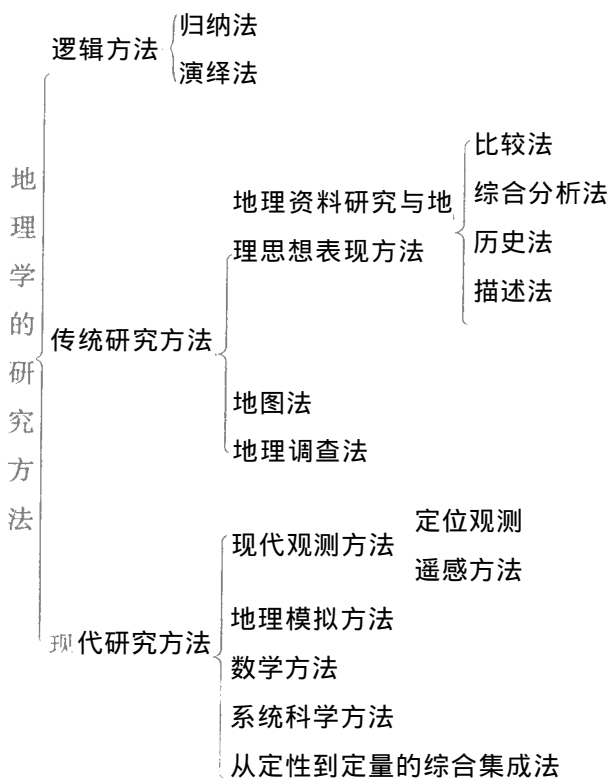 地理学的研究方法
逻辑方法
归纳法
演绎法
传统研究方法
地理资料研究与地
理思想表现方法
比较法
综合分析法
历史法
描述法
地图法
地理调查法
现代研究方法
现代观测方法
定位观测
遥感方法
地理模拟方法
数学方法
系统科学方法
从定性到定量的综合集成法